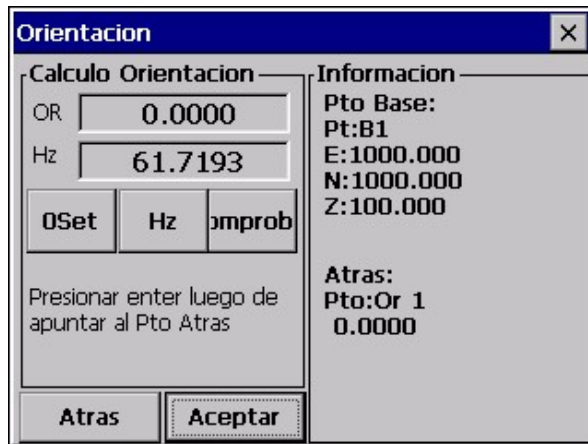 Orientacion
Calculo Orientacion
OR 0.0000
Hz 61.7193
0Set Hz omprob
Presionar enter luego de
apuntar al Pto Atras
Atras Aceptar
Informacion
Pto Base:
Pt:B1
E:1000.000
N:1000.000
Z:100.000
Atras:
Pto:Or 1
0.0000